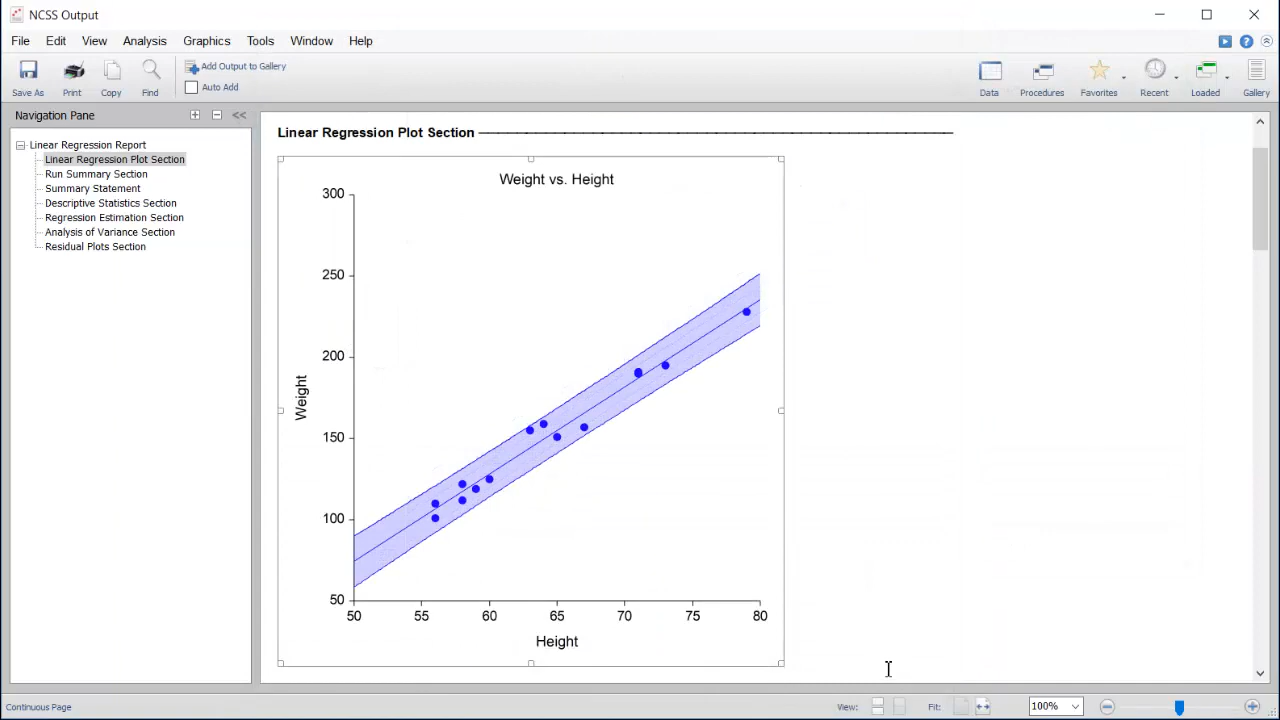 NCSS Output
File Edit View Analysis Graphics Tools Window Help
Save As Print Copy Find
Add Output to Gallery
Auto Add
Data Procedures Favorites Recent Loaded Gallery
Navigation Pane
Linear Regression Report
Linear Regression Plot Section
Run Summary Section
Summary Statement
Descriptive Statistics Section
Regression Estimation Section
Analysis of Variance Section
Residual Plots Section
Linear Regression Plot Section
Weight vs. Height
300
250
200
150
100
50
Weight
50 55 60 65 70 75 80
Height
Continuous Page
View: Fit: 100%